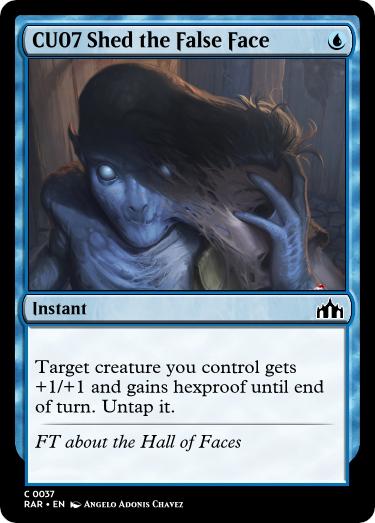 CU07 Shed the False Face
Instant
Target creature you control gets
+1/+1 and gains hexproof until end
of turn. Untap it.
FT about the Hall of Faces
C 0037
RAR • EN Angelo Adonis Chavez